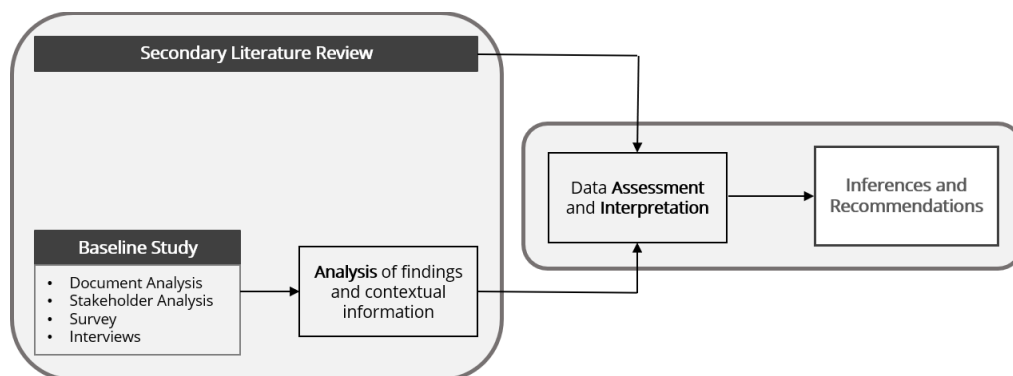 Secondary Literature Review
Baseline Study
• Document Analysis
• Stakeholder Analysis
• Survey
• Interviews
Analysis of findings
and contextual
information
Data Assessment
and Interpretation
Inferences and
Recommendations